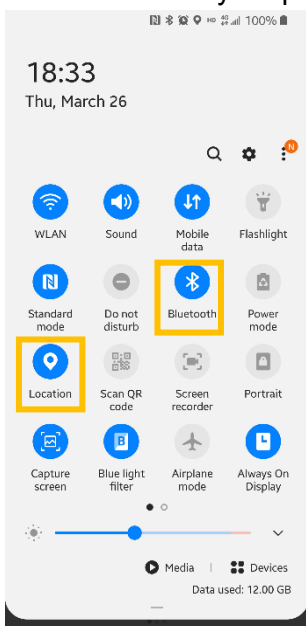 HD 4G 100%
18:33
Thu, March 26
N
WLAN Sound Mobile data Flashlight
Standard mode Do not disturb Bluetooth Power mode
Location Scan QR code Screen recorder Portrait
B
Capture screen Blue light filter Airplane mode Always On Display
Media | Devices
Data used: 12.00 GB